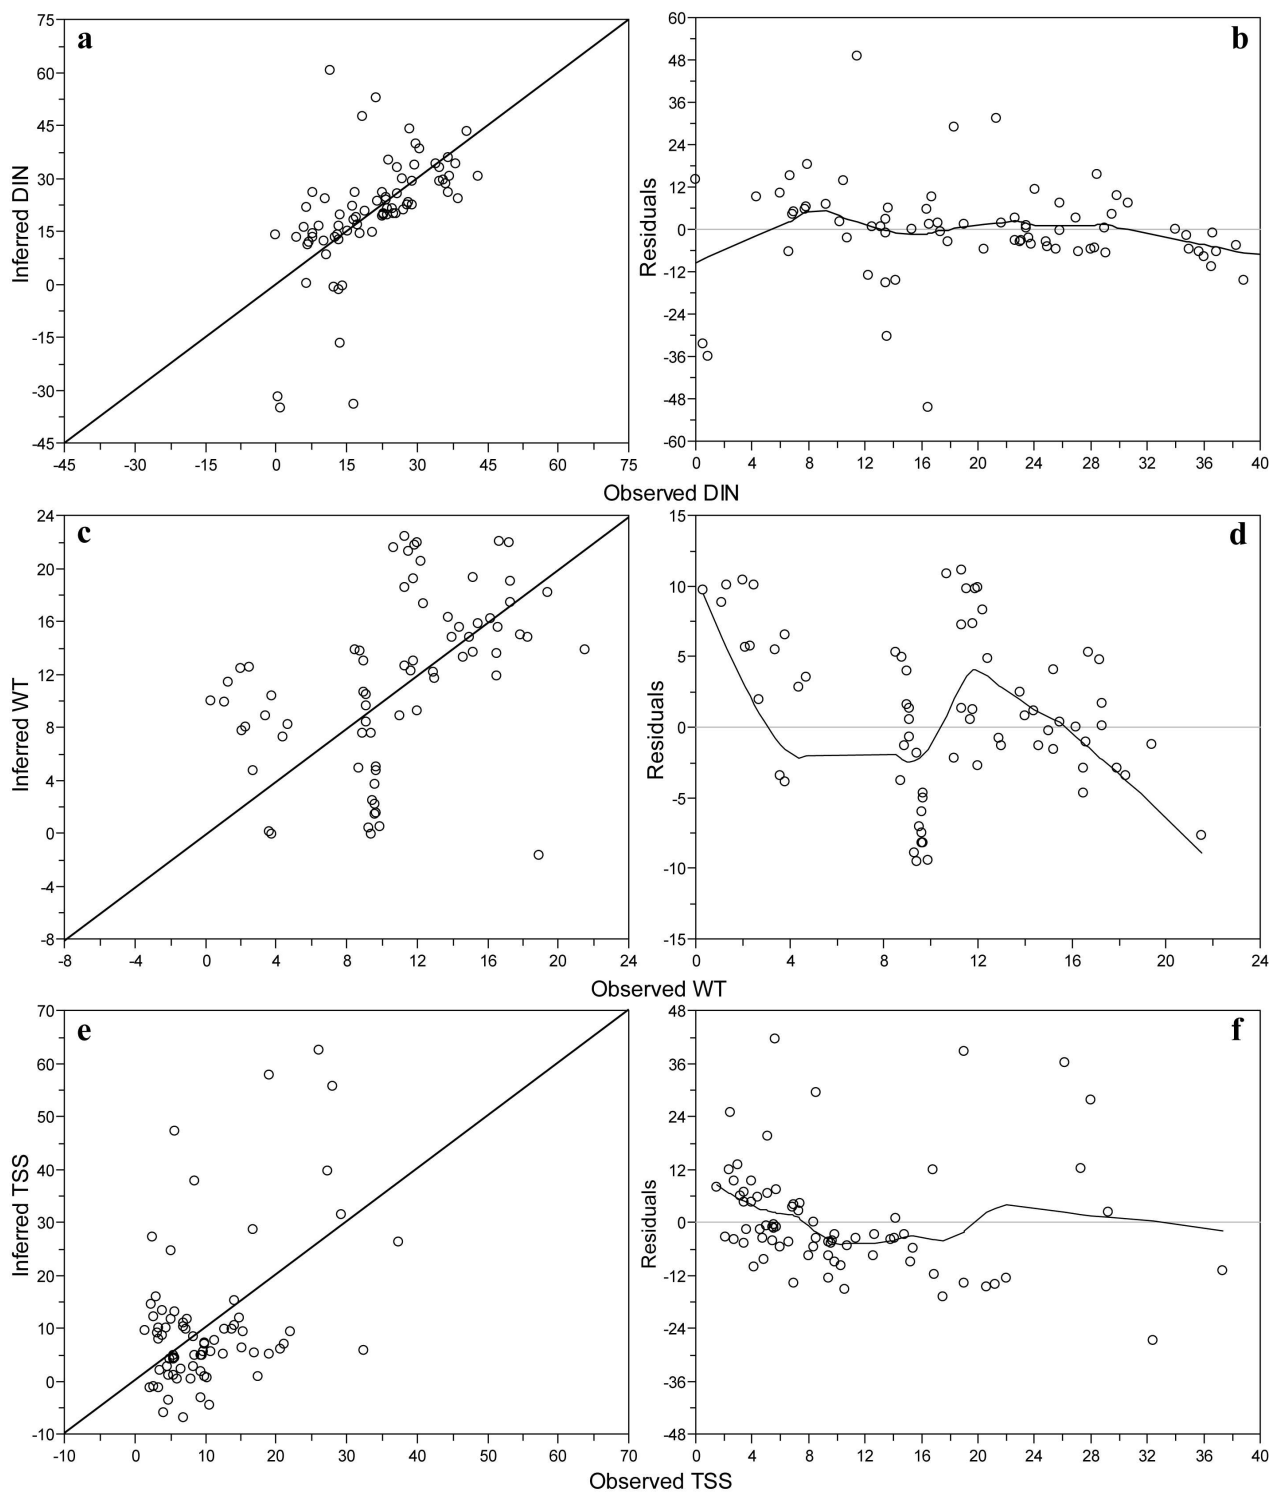 a
75
60
45
30
15
0
-15
-30
-45
Inferred DIN
-45 -30 -15 0 15 30 45 60 75
b
60
48
36
24
12
0
-12
-24
-36
-48
-60
Residuals
0 4 8 12 16 20 24 28 32 36 40
Observed DIN
c
24
20
16
12
8
4
0
-4
-8
Inferred WT
-8 -4 0 4 8 12 16 20 24
d
15
10
5
0
-5
-10
-15
Residuals
0 4 8 12 16 20 24
Observed WT
e
70
60
50
40
30
20
10
0
-10
Inferred TSS
-10 0 10 20 30 40 50 60 70
f
48
36
24
12
0
-12
-24
-36
-48
Residuals
0 4 8 12 16 20 24 28 32 36 40
Observed TSS